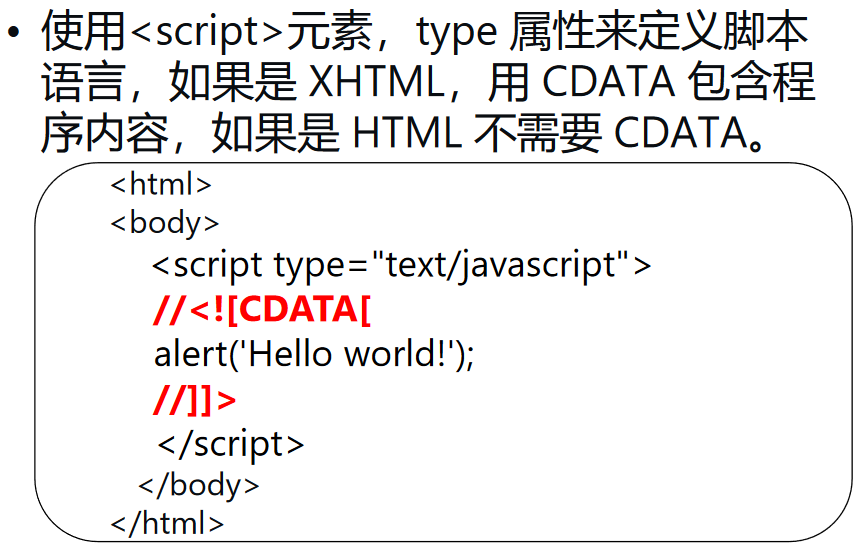 • 使用<script>元素，type 属性来定义脚本
语言，如果是 XHTML，用 CDATA 包含程
序内容，如果是 HTML 不需要 CDATA。
<html>
<body>
<script type="text/javascript">
//<![CDATA[
alert('Hello world!');
//]]>
</script>
</body>
</html>